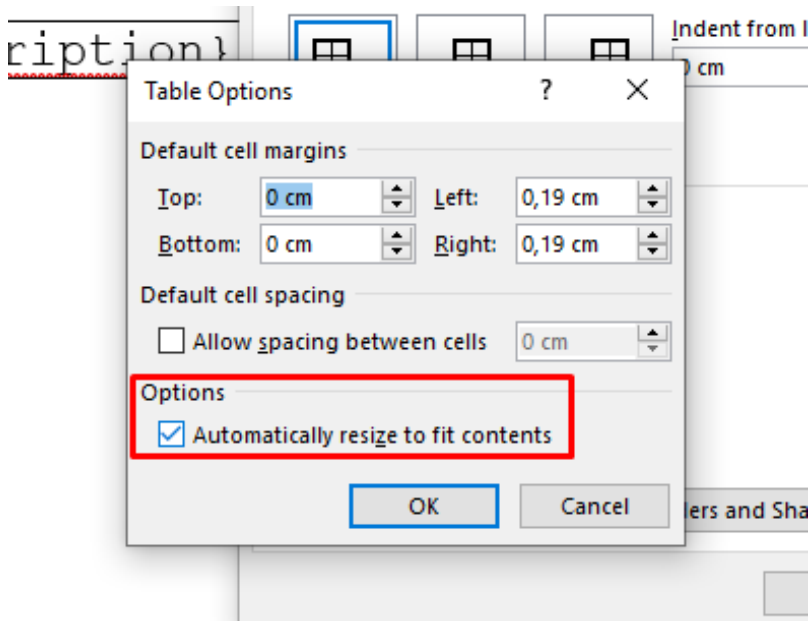 ription}
Indent from l
0 cm
Table Options
?
Default cell margins
Top: 0 cm Left: 0,19 cm
Bottom: 0 cm Right: 0,19 cm
Default cell spacing
Allow spacing between cells 0 cm
Options
Automatically resize to fit contents
OK Cancel
ders and Sha